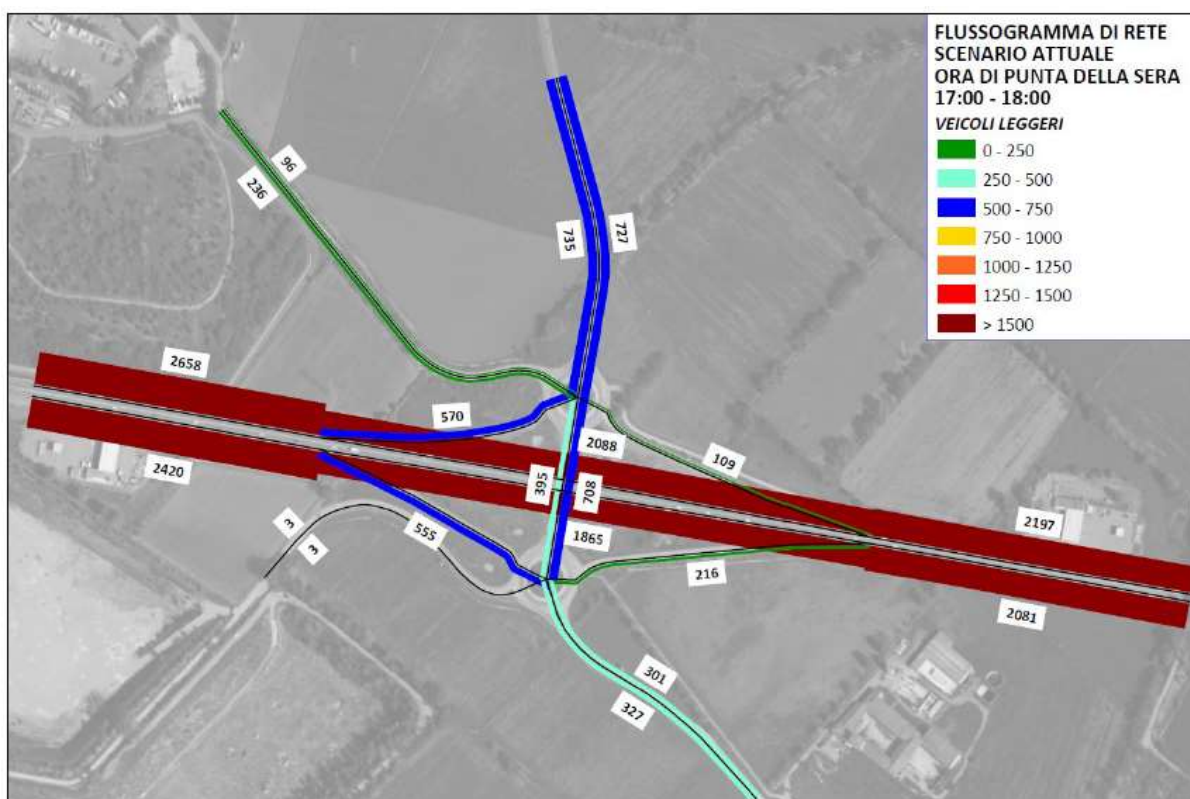 FLUSSOGRAMMA DI RETE
SCENARIO ATTUALE
ORA DI PUNTA DELLA SERA
17:00 - 18:00
VEICOLI LEGGERI
0 - 250
250 - 500
500 - 750
750 - 1000
1000 - 1250
1250 - 1500
> 1500
96
236
735
727
2658
570
2420
2088
109
395
708
2197
555
3
3
1865
216
2081
301
327